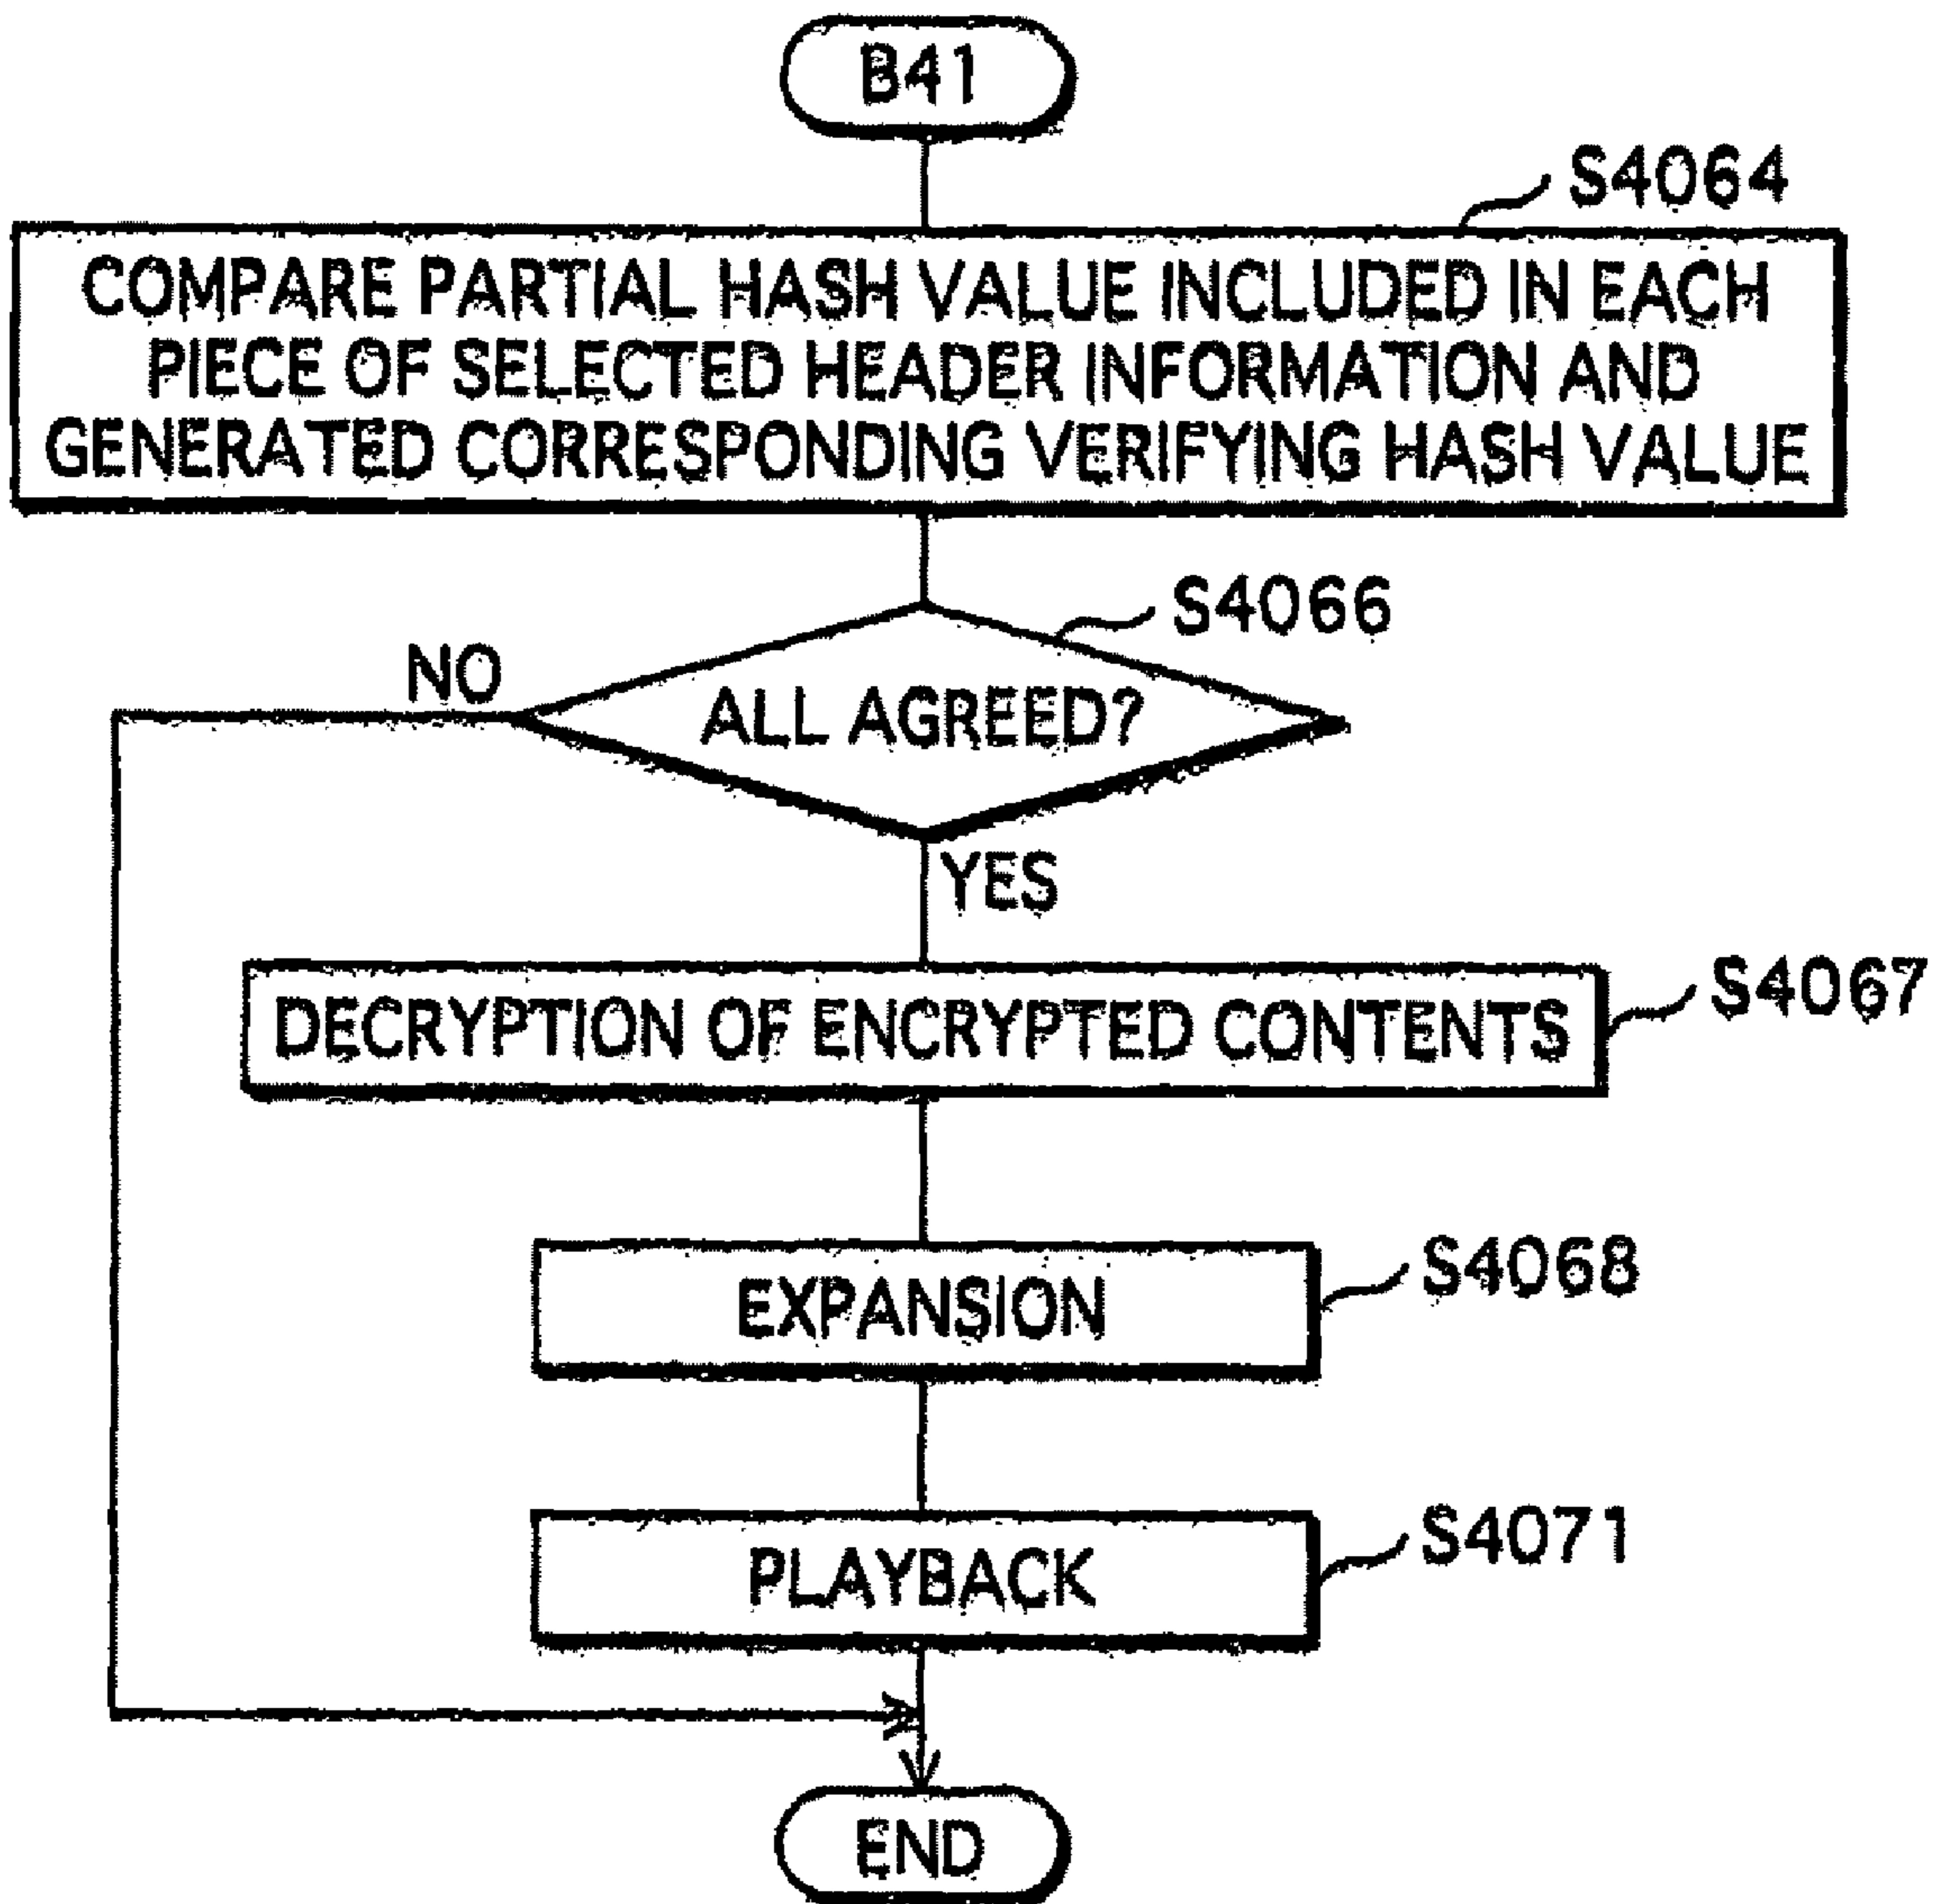 B41
S4064
COMPARE PARTIAL HASH VALUE INCLUDED IN EACH
PIECE OF SELECTED HEADER INFORMATION AND
GENERATED CORRESPONDING VERIFYING HASH VALUE
S4066
NO
ALL AGREED?
YES
DECRYPTION OF ENCRYPTED CONTENTS
S4067
EXPANSION
S4068
PLAYBACK
S4071
END